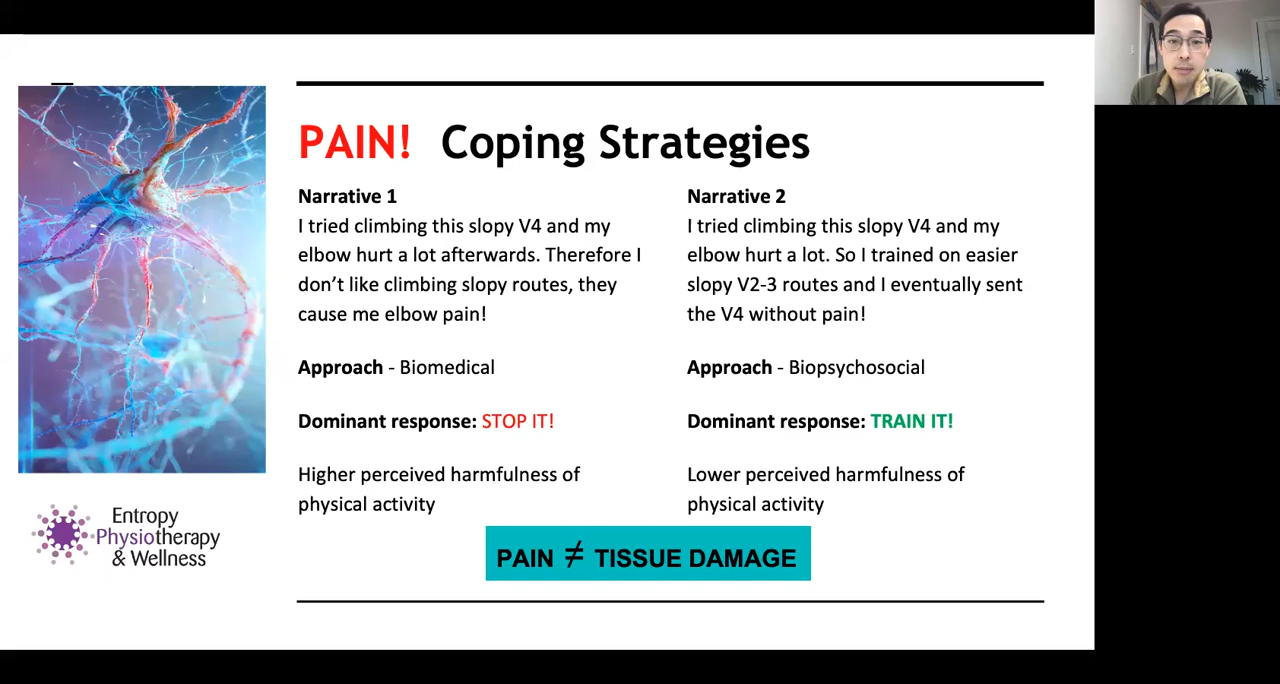 PAIN! Coping Strategies
Narrative 1
I tried climbing this slopy V4 and my
elbow hurt a lot afterwards. Therefore I
don’t like climbing slopy routes, they
cause me elbow pain!
Approach - Biomedical
Dominant response: STOP IT!
Higher perceived harmfulness of
physical activity
Narrative 2
I tried climbing this slopy V4 and my
elbow hurt a lot. So I trained on easier
slopy V2-3 routes and I eventually sent
the V4 without pain!
Approach - Biopsychosocial
Dominant response: TRAIN IT!
Lower perceived harmfulness of
physical activity
PAIN ≠ TISSUE DAMAGE
Entropy
Physiotherapy
& Wellness